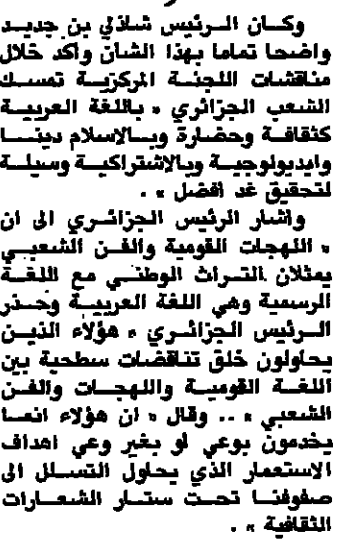 وكان الرئيس شاذلي بن جديد
واضحا تماما بهذا الشأن واكد خلال
مناقشات اللجنة المركزية تمسك
الشعب الجزائري « باللغة العربية
كثقافة وحضارة وبالاسلام دينا
وايديولوجية وبالاشتراكية وسيلة
لتحقيق غد أفضل » .
وأشار الرئيس الجزائري الى ان
« اللهجات القومية والفن الشعبي
يمثلان التراث الوطني مع اللغة
الرسمية وهي اللغة العربية وحذر
الرئيس الجزائري « هؤلاء الذين
يحاولون خلق تناقضات سطحية بين
اللغة القومية واللهجات والفن
الشعبي » .. وقال « ان هؤلاء انما
يخدمون بوعي او بغير وعي اهداف
الاستعمار الذي يحاول التسلل الى
صفوفنا تحت ستار الشعارات
الثقافية » .